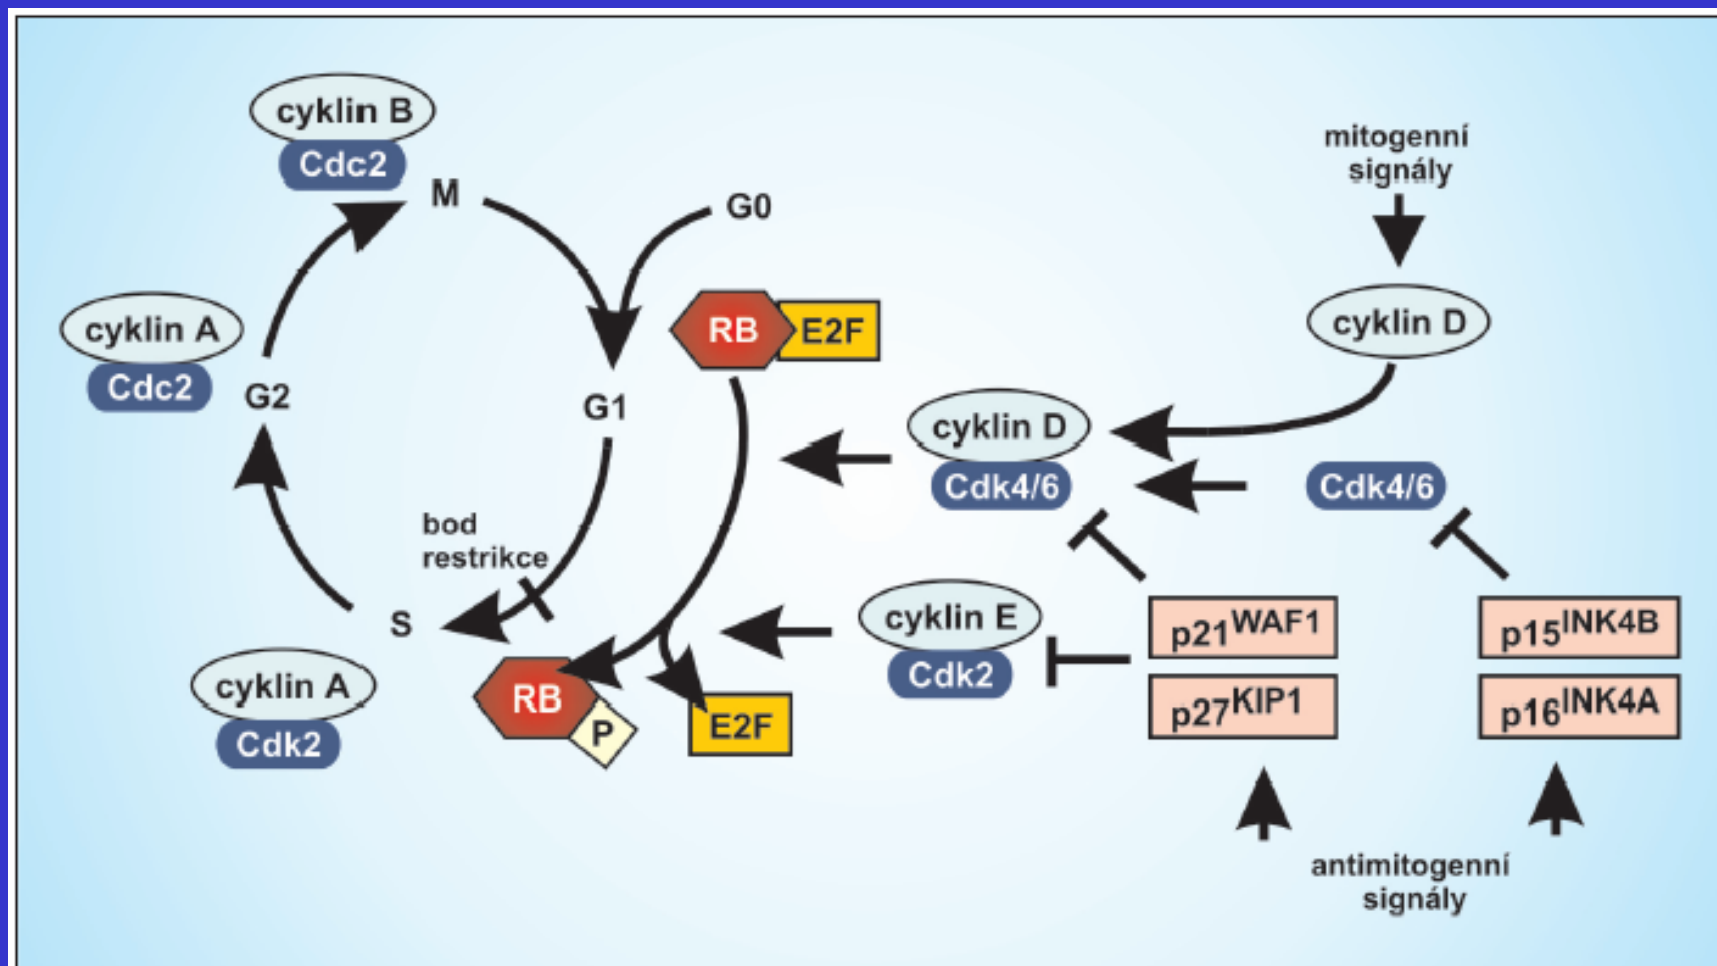 cyklin B
Cdc2
M
G0
mitogenní
signály
cyklin A
Cdc2
G2
G1
RB
E2F
cyklin D
cyklin D
Cdk4/6
Cdk4/6
bod
restrikce
S
cyklin E
Cdk2
p21WAF1
p27KIP1
p15INK4B
p16INK4A
cyklin A
Cdk2
RB
P
E2F
antimitogenní
signály